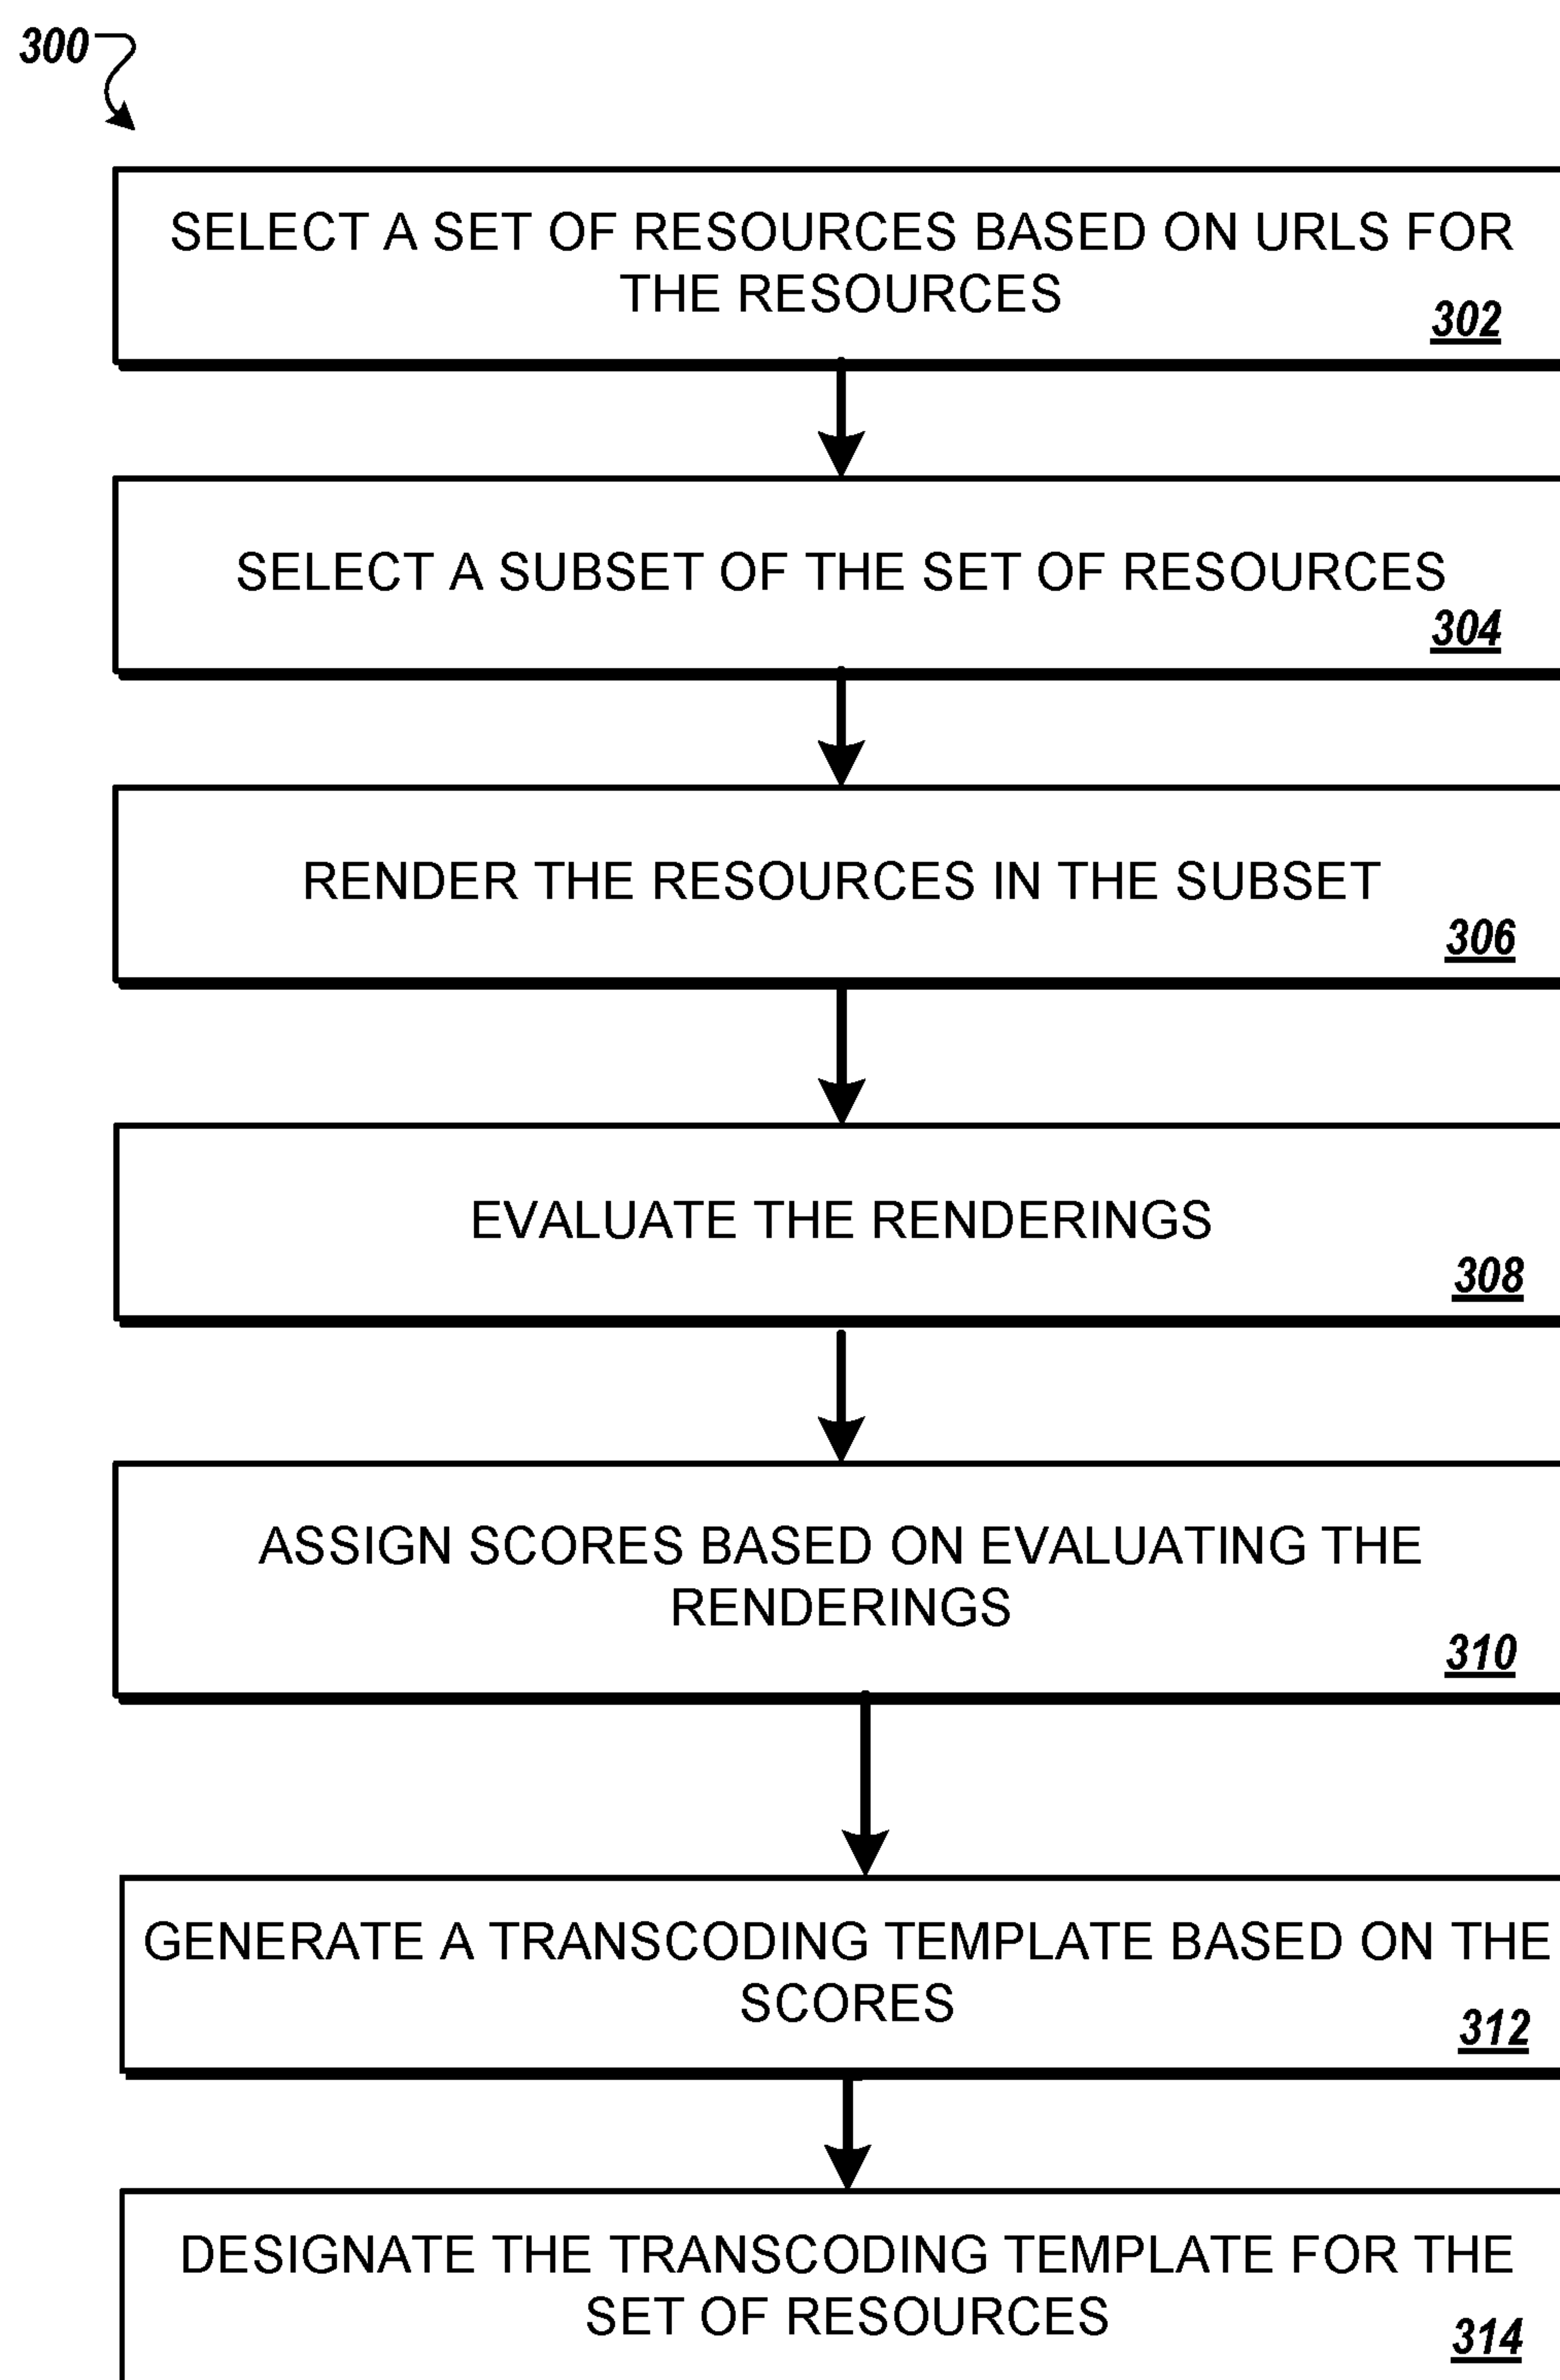 300
SELECT A SET OF RESOURCES BASED ON URLS FOR
THE RESOURCES
302
SELECT A SUBSET OF THE SET OF RESOURCES
304
RENDER THE RESOURCES IN THE SUBSET
306
EVALUATE THE RENDERINGS
308
ASSIGN SCORES BASED ON EVALUATING THE
RENDERINGS
310
GENERATE A TRANSCODING TEMPLATE BASED ON THE
SCORES
312
DESIGNATE THE TRANSCODING TEMPLATE FOR THE
SET OF RESOURCES
314